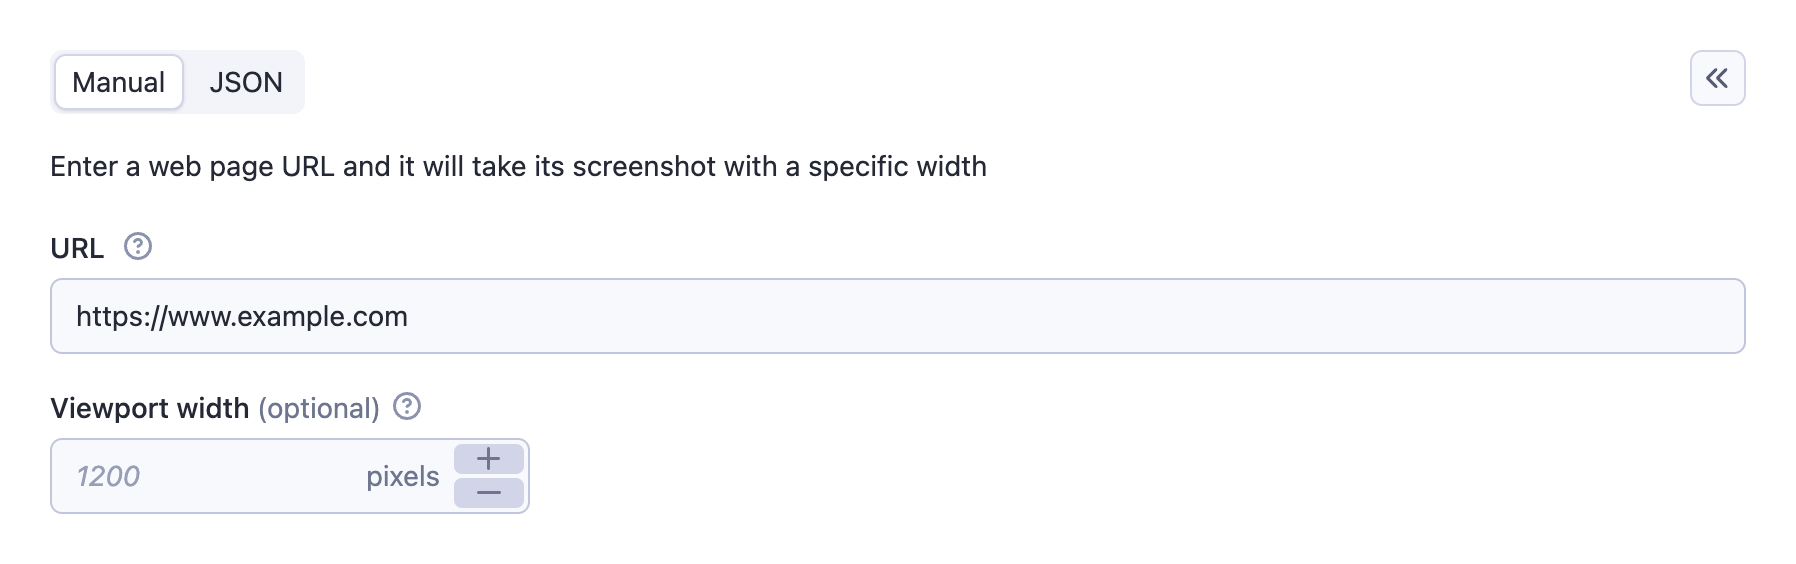 Manual JSON
Enter a web page URL and it will take its screenshot with a specific width
URL
https://www.example.com
Viewport width (optional)
1200 pixels